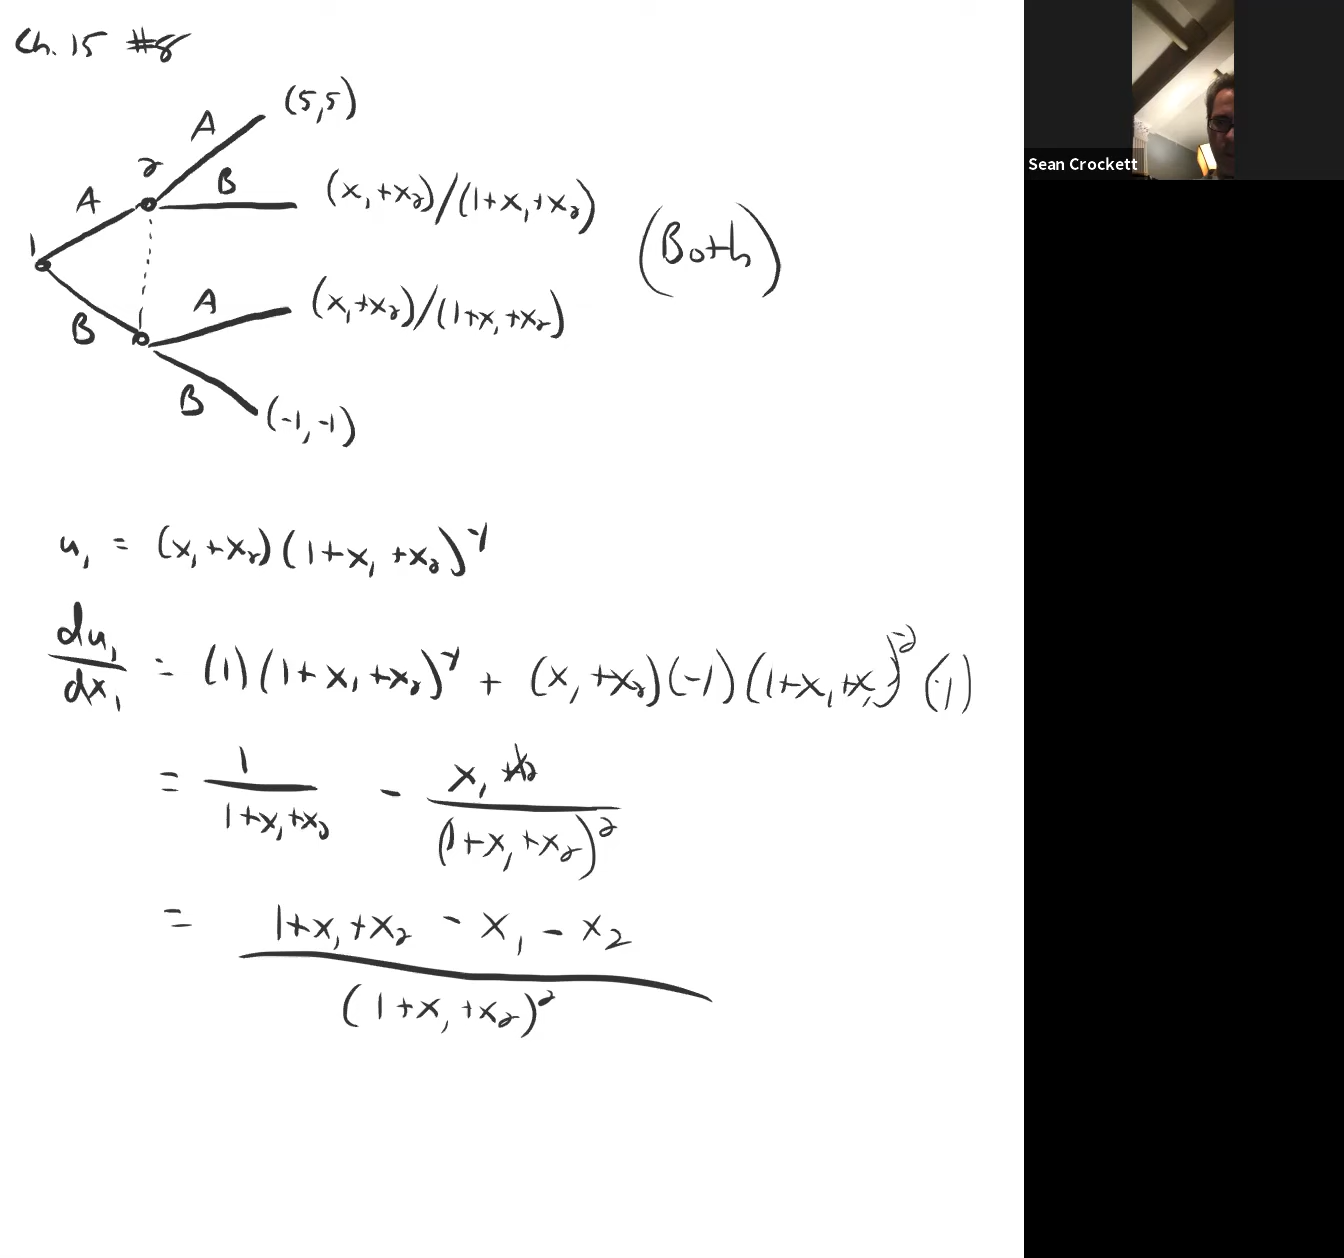 Ch. 15 #8
A (5,5)
2
B (x₁+x₂)/(1+x₁+x₂)
A
1
(Both)
A (x₁+x₂)/(1+x₁+x₂)
B
B (-1,-1)
u₁ = (x₁+x₂)(1+x₁+x₂)⁻¹
du₁/dx₁ = (1)(1+x₁+x₂)⁻¹ + (x₁+x₂)(-1)(1+x₁+x₂)⁻² (1)
= 1/(1+x₁+x₂) - (x₁+x₂)/(1+x₁+x₂)²
= (1+x₁+x₂ - x₁ - x₂)/(1+x₁+x₂)²
Sean Crockett